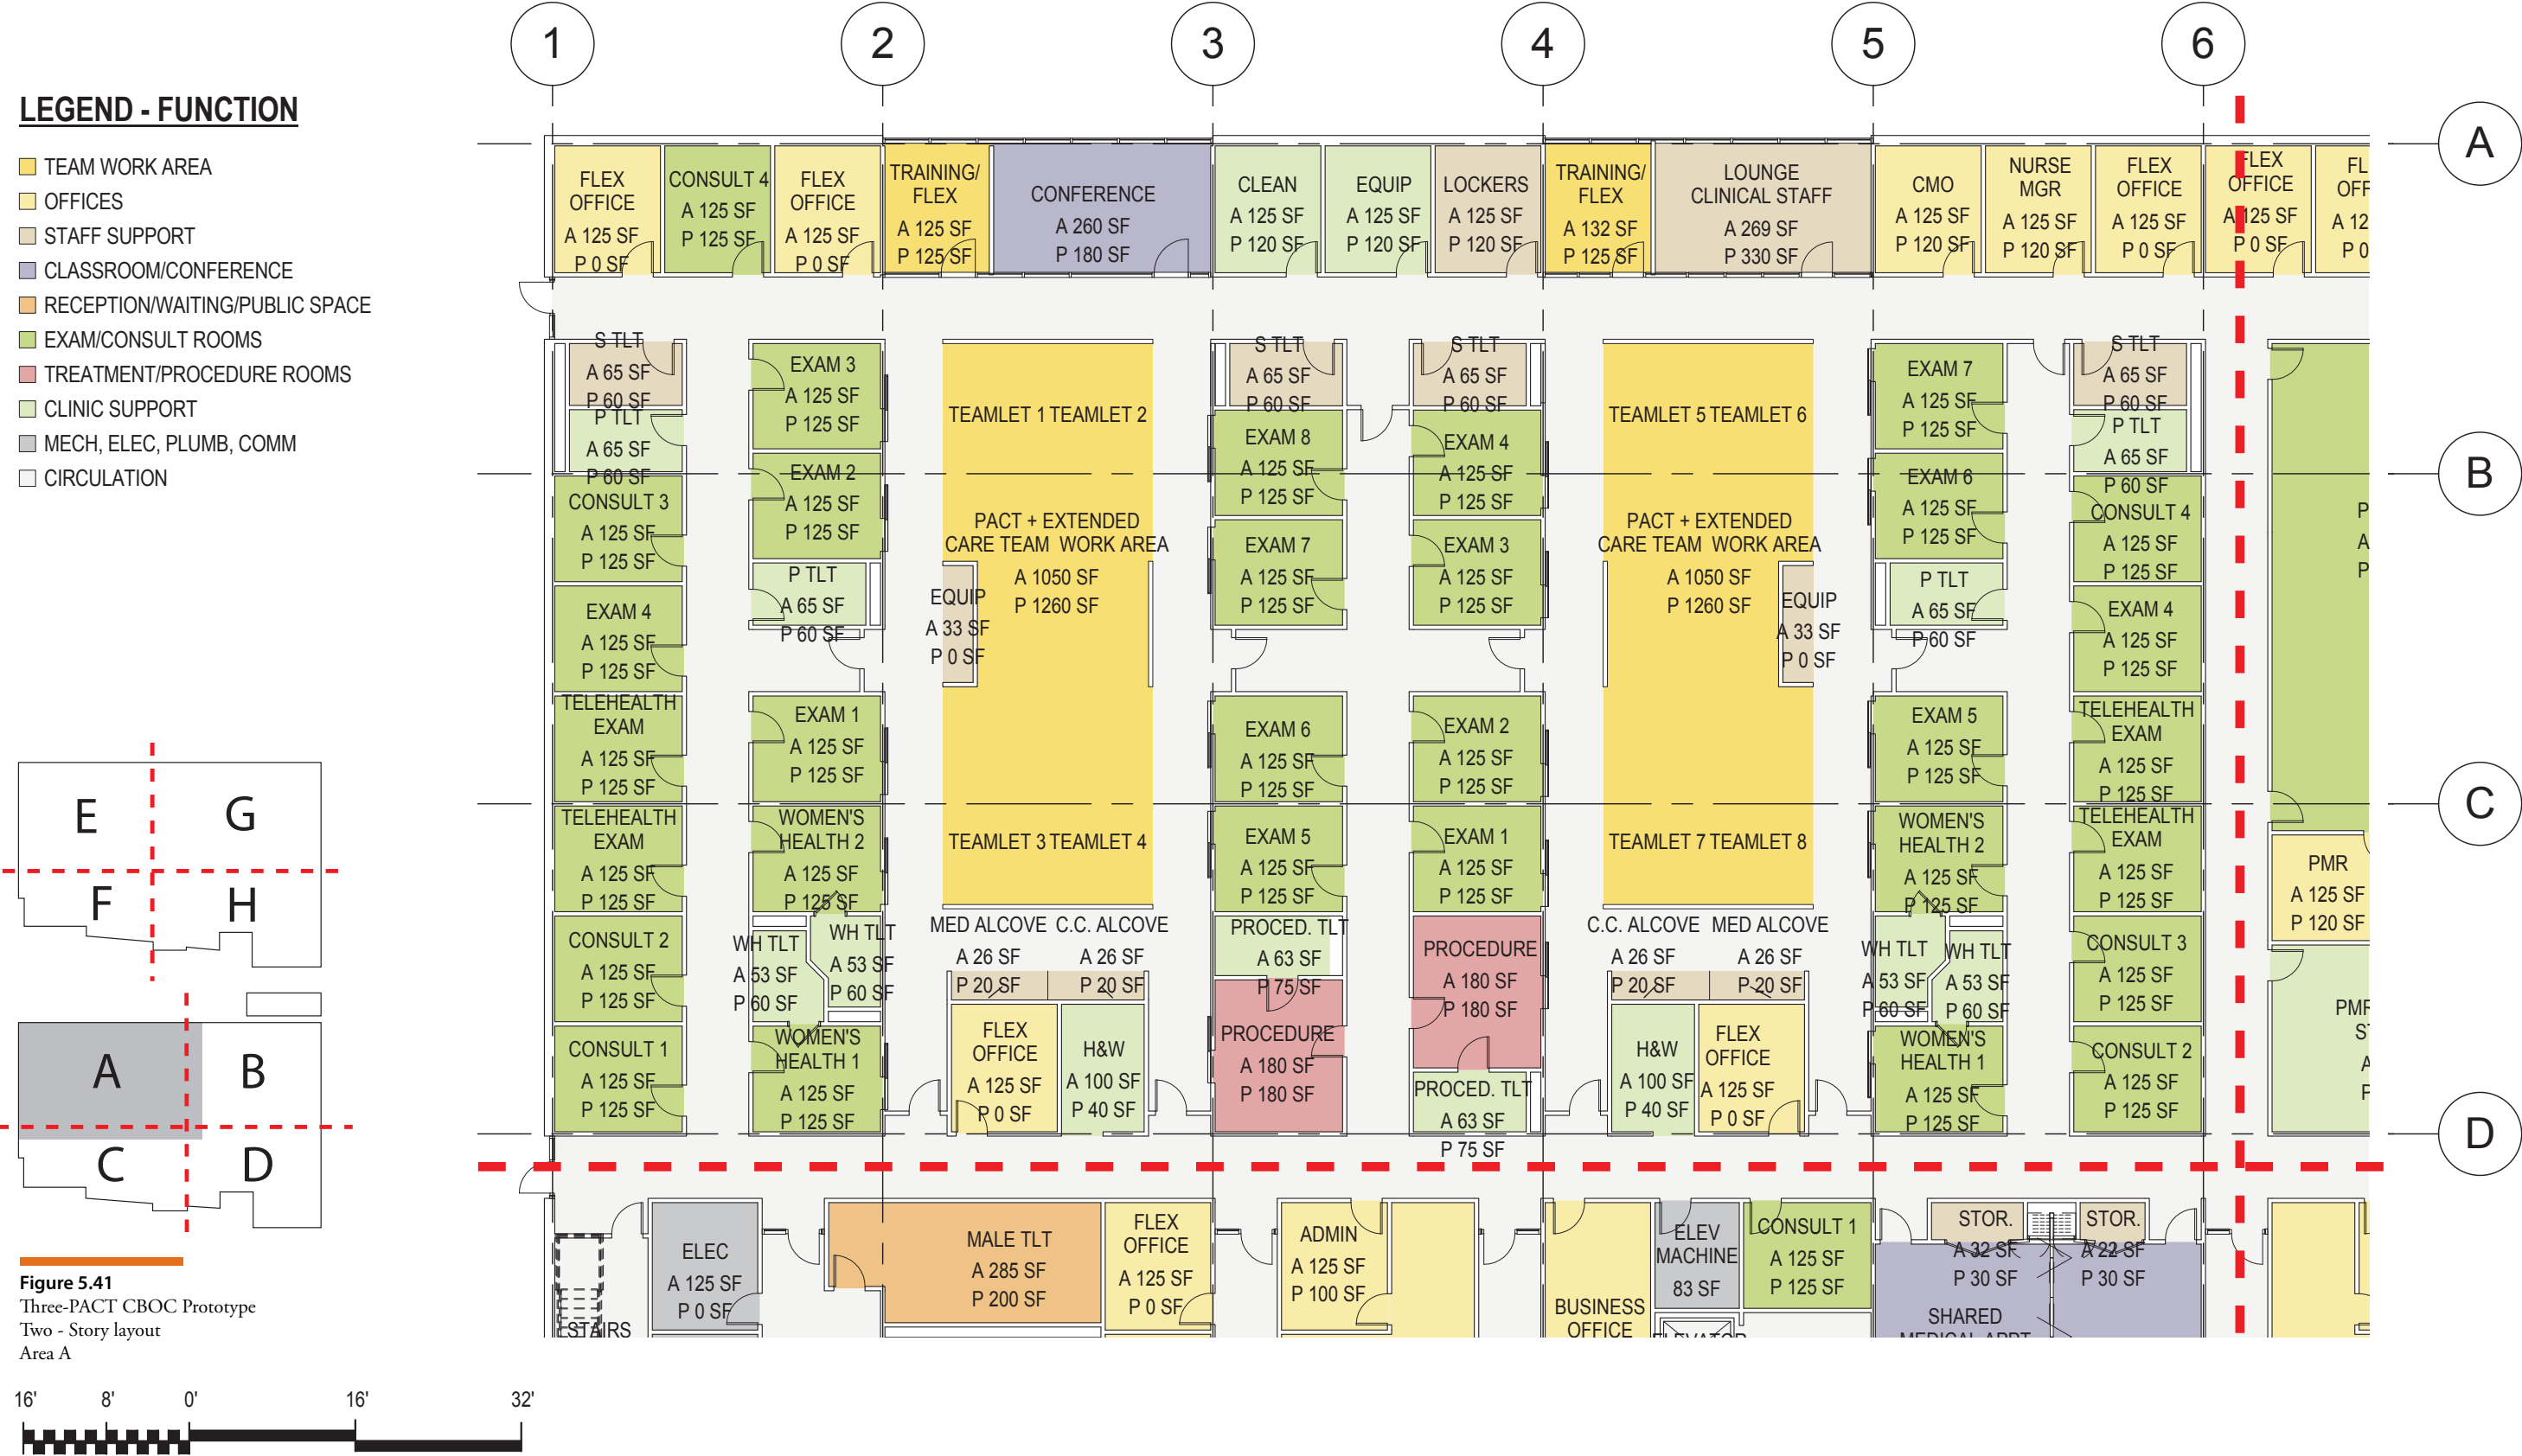 1
2
3
4
5
6
A
B
C
D
LEGEND - FUNCTION
TEAM WORK AREA
OFFICES
STAFF SUPPORT
CLASSROOM/CONFERENCE
RECEPTION/WAITING/PUBLIC SPACE
EXAM/CONSULT ROOMS
TREATMENT/PROCEDURE ROOMS
CLINIC SUPPORT
MECH, ELEC, PLUMB, COMM
CIRCULATION
E
G
F
H
A
B
C
D
Figure 5.41
Three-PACT CBOC Prototype
Two - Story layout
Area A
16'
8'
0'
16'
32'
FLEX
OFFICE
A 125 SF
P 0 SF
CONSULT 4
A 125 SF
P 125 SF
FLEX
OFFICE
A 125 SF
P 0 SF
TRAINING/
FLEX
A 125 SF
P 125 SF
CONFERENCE
A 260 SF
P 180 SF
CLEAN
A 125 SF
P 120 SF
EQUIP
A 125 SF
P 120 SF
LOCKERS
A 125 SF
P 120 SF
TRAINING/
FLEX
A 132 SF
P 125 SF
LOUNGE
CLINICAL STAFF
A 269 SF
P 330 SF
CMO
A 125 SF
P 120 SF
NURSE
MGR
A 125 SF
P 120 SF
FLEX
OFFICE
A 125 SF
P 0 SF
FLEX
OFFICE
A 125 SF
P 0 SF
FL
OFF
A 12
P 0
S TLT
A 65 SF
P 60 SF
P TLT
A 65 SF
P 60 SF
CONSULT 3
A 125 SF
P 125 SF
EXAM 4
A 125 SF
P 125 SF
TELEHEALTH
EXAM
A 125 SF
P 125 SF
TELEHEALTH
EXAM
A 125 SF
P 125 SF
CONSULT 2
A 125 SF
P 125 SF
CONSULT 1
A 125 SF
P 125 SF
EXAM 3
A 125 SF
P 125 SF
EXAM 2
A 125 SF
P 125 SF
P TLT
A 65 SF
P 60 SF
EXAM 1
A 125 SF
P 125 SF
WOMEN'S
HEALTH 2
A 125 SF
P 125 SF
WH TLT
A 53 SF
P 60 SF
WH TLT
A 53 SF
P 60 SF
WOMEN'S
HEALTH 1
A 125 SF
P 125 SF
TEAMLET 1 TEAMLET 2
PACT + EXTENDED
CARE TEAM WORK AREA
A 1050 SF
P 1260 SF
EQUIP
A 33 SF
P 0 SF
TEAMLET 3 TEAMLET 4
MED ALCOVE
A 26 SF
P 20 SF
C.C. ALCOVE
A 26 SF
P 20 SF
FLEX
OFFICE
A 125 SF
P 0 SF
H&W
A 100 SF
P 40 SF
S TLT
A 65 SF
P 60 SF
EXAM 8
A 125 SF
P 125 SF
EXAM 7
A 125 SF
P 125 SF
EXAM 6
A 125 SF
P 125 SF
EXAM 5
A 125 SF
P 125 SF
PROCED. TLT
A 63 SF
P 75 SF
PROCEDURE
A 180 SF
P 180 SF
S TLT
A 65 SF
P 60 SF
EXAM 4
A 125 SF
P 125 SF
EXAM 3
A 125 SF
P 125 SF
EXAM 2
A 125 SF
P 125 SF
EXAM 1
A 125 SF
P 125 SF
PROCEDURE
A 180 SF
P 180 SF
PROCED. TLT
A 63 SF
P 75 SF
TEAMLET 5 TEAMLET 6
PACT + EXTENDED
CARE TEAM WORK AREA
A 1050 SF
P 1260 SF
EQUIP
A 33 SF
P 0 SF
TEAMLET 7 TEAMLET 8
C.C. ALCOVE
A 26 SF
P 20 SF
MED ALCOVE
A 26 SF
P 20 SF
H&W
A 100 SF
P 40 SF
FLEX
OFFICE
A 125 SF
P 0 SF
EXAM 7
A 125 SF
P 125 SF
EXAM 6
A 125 SF
P 125 SF
P TLT
A 65 SF
P 60 SF
EXAM 5
A 125 SF
P 125 SF
WOMEN'S
HEALTH 2
A 125 SF
P 125 SF
WH TLT
A 53 SF
P 60 SF
WH TLT
A 53 SF
P 60 SF
WOMEN'S
HEALTH 1
A 125 SF
P 125 SF
S TLT
A 65 SF
P 60 SF
P TLT
A 65 SF
P 60 SF
CONSULT 4
A 125 SF
P 125 SF
EXAM 4
A 125 SF
P 125 SF
TELEHEALTH
EXAM
A 125 SF
P 125 SF
TELEHEALTH
EXAM
A 125 SF
P 125 SF
CONSULT 3
A 125 SF
P 125 SF
CONSULT 2
A 125 SF
P 125 SF
P
A
P
PMR
A 125 SF
P 120 SF
PMR
ST
A
P
STAIRS
ELEC
A 125 SF
P 0 SF
MALE TLT
A 285 SF
P 200 SF
FLEX
OFFICE
A 125 SF
P 0 SF
ADMIN
A 125 SF
P 100 SF
BUSINESS
OFFICE
ELEV
MACHINE
83 SF
ELEVATOR
CONSULT 1
A 125 SF
P 125 SF
STOR.
A 32 SF
P 30 SF
STOR.
A 22 SF
P 30 SF
SHARED
MEDICAL APPT